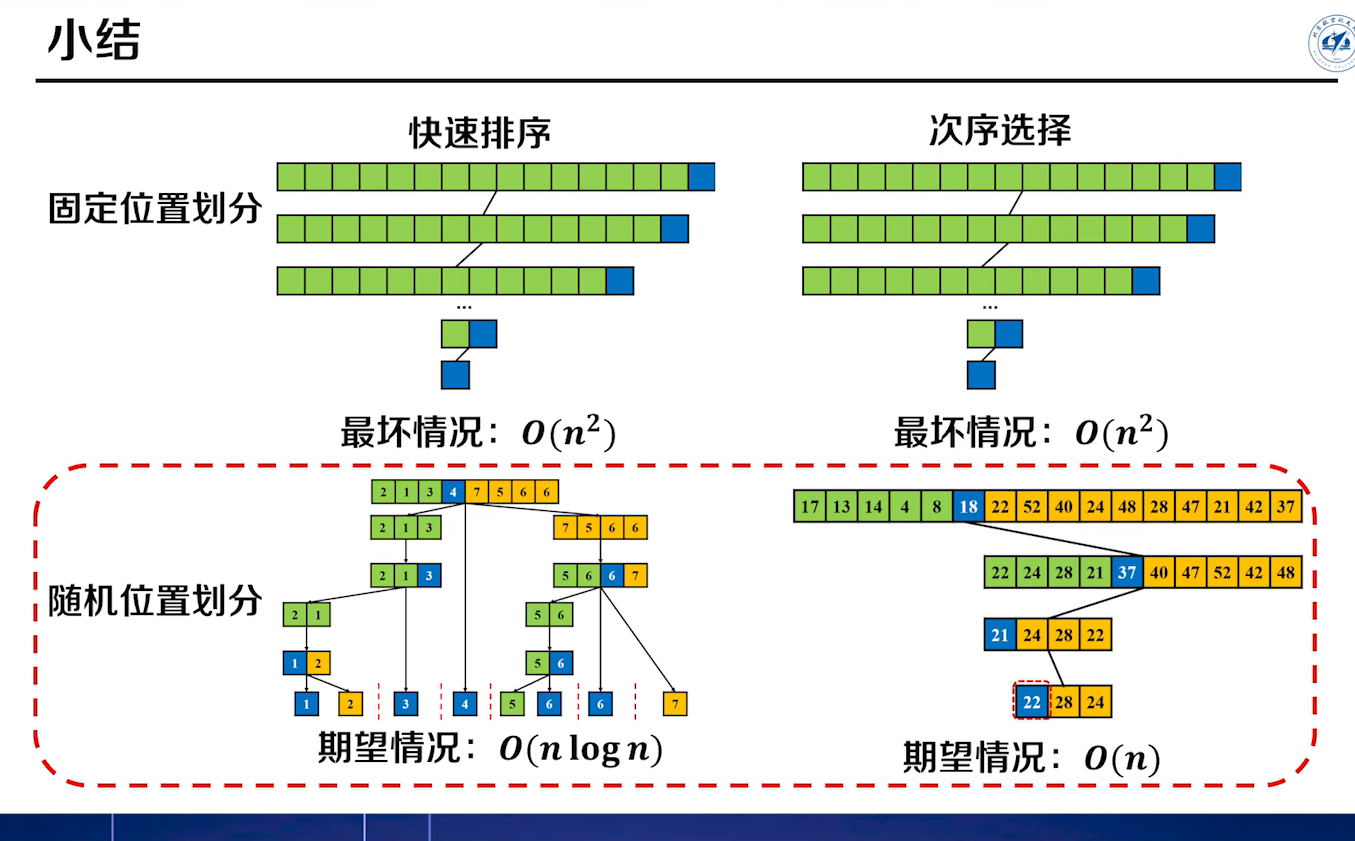 小结
快速排序
次序选择
固定位置划分
...
...
最坏情况：O(n²)
最坏情况：O(n²)
随机位置划分
2 1 3 4 7 5 6 6
2 1 3
7 5 6 6
2 1 3
5 6 6 7
2 1
5 6
1 2
5 6
1 2 3 4 5 6 6 7
期望情况：O(n log n)
17 13 14 4 8 18 22 52 40 24 48 28 47 21 42 37
22 24 28 21 37 40 47 52 42 48
21 24 28 22
22 28 24
期望情况：O(n)